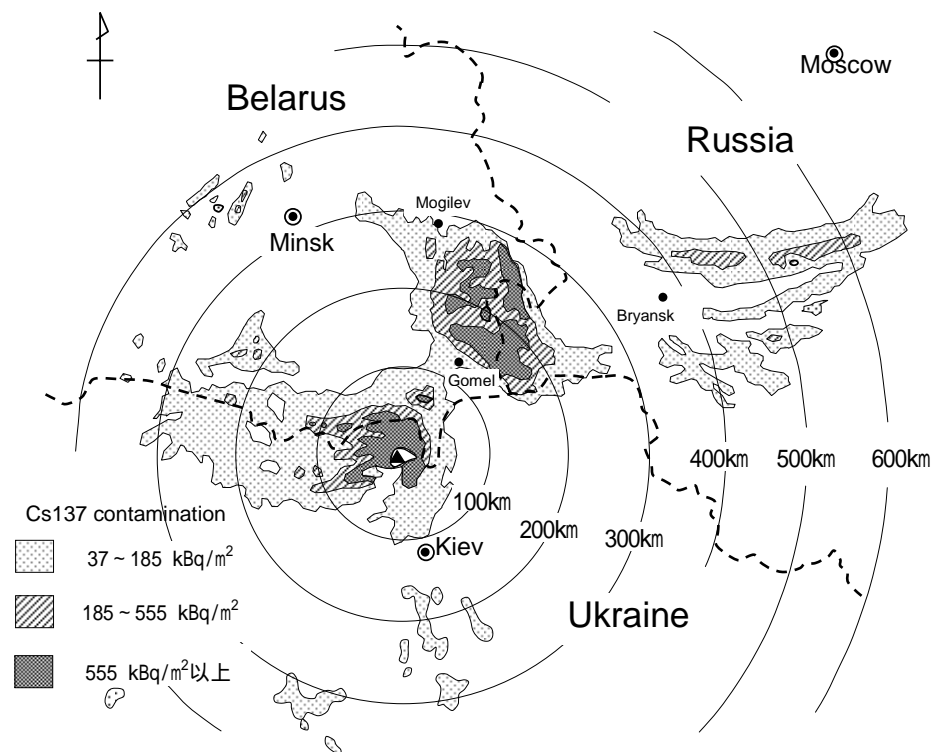 Moscow
Belarus
Russia
Mogilev
Minsk
Bryansk
Gomel
400km
500km
600km
100km
200km
300km
Cs137 contamination
37~185 kBq/m²
Kiev
185~555 kBq/m²
Ukraine
555 kBq/m²以上